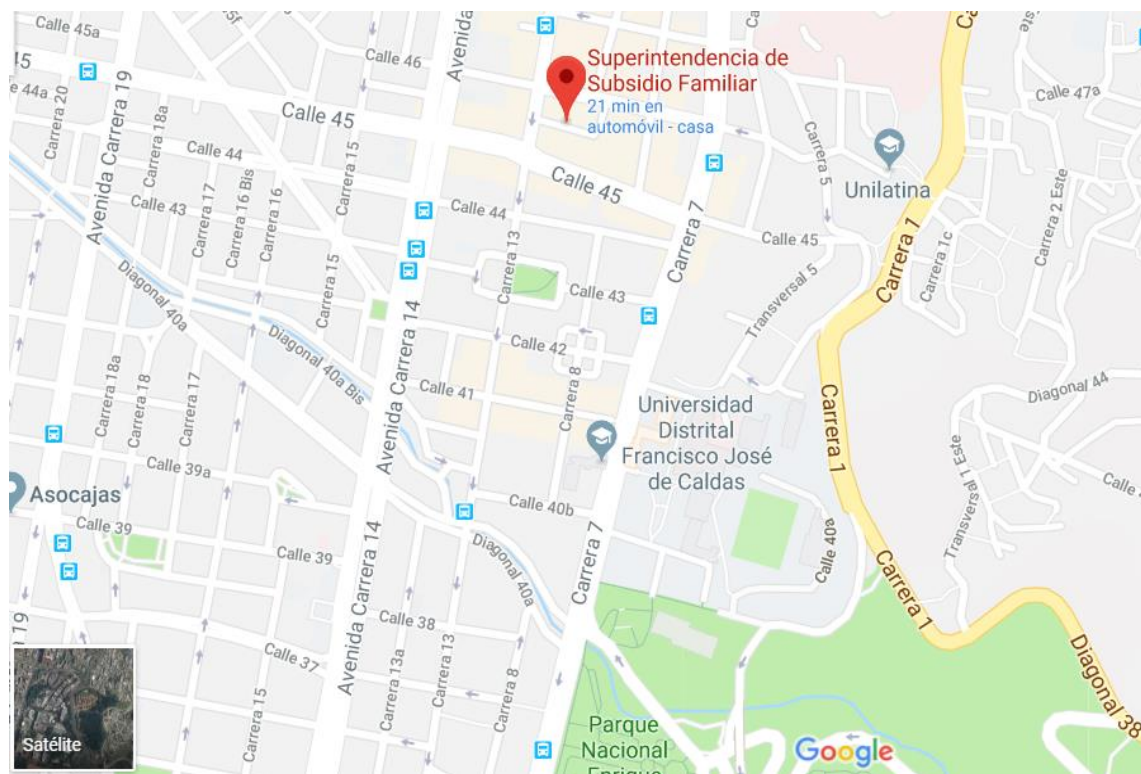 Calle 45a
Avenida Carrera 19
Calle 46
Avenida
Superintendencia de
Subsidio Familiar
21 min en
automóvil - casa
Calle 47a
e 44a
Carrera 20
Carrera 18a
Calle 45
Carrera 15
Carrera 5
Unilatina
Carrera 2 Este
Calle 44
Carrera 17
Carrera 16 Bis
Carrera 16
Calle 45
Calle 44
Carrera 7
Calle 45
Calle 43
Carrera 13
Carrera 1
Carrera 1c
Diagonal 40a
Carrera 15
Calle 43
Transversal 5
Avenida Carrera 14
Diagonal 40a Bis
Calle 42
Carrera 18a
Carrera 18
Carrera 17
Calle 41
Carrera 8
Carrera 1
Diagonal 44
Universidad
Distrital
Francisco José
de Caldas
Calle 39a
Asocajas
Calle 40b
Calle
Transversal 1 Este
Calle 39
Calle 39
Avenida Carrera 14
Diagonal 40a
Carrera 7
Calle 40a
Carrera 1
Calle 38
Calle 37
Carrera 13a
Carrera 13
Carrera 8
Diagonal 38
19
Carrera 15
Satélite
Parque
Nacional
Enrique
Google